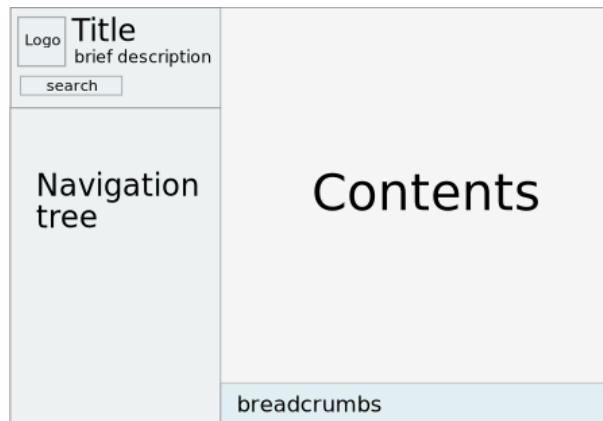 Logo
Title
brief description
search
Navigation
tree
Contents
breadcrumbs